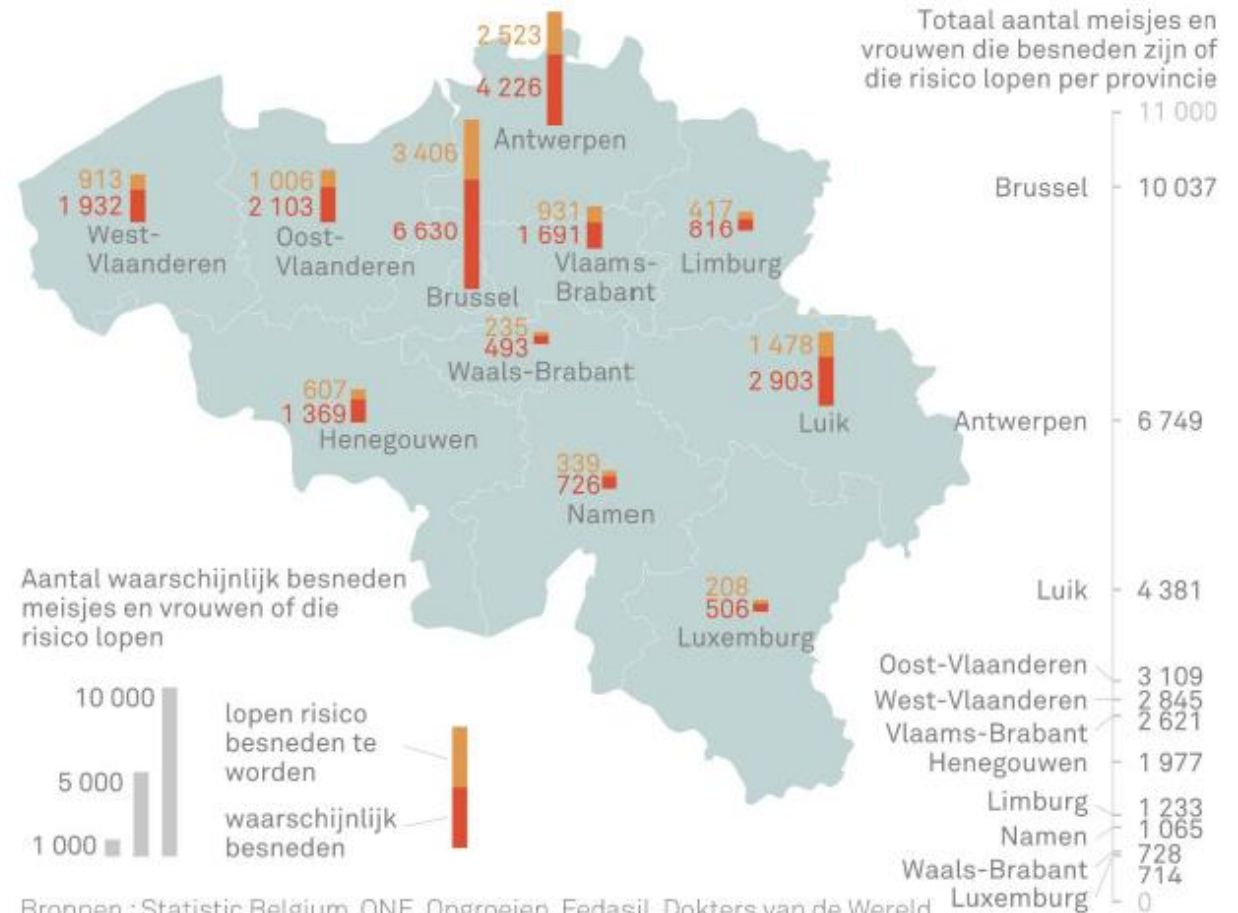 Totaal aantal meisjes en
vrouwen die besneden zijn of
die risico lopen per provincie
11 000
Brussel 10 037
Antwerpen 6 749
Luik 4 381
Oost-Vlaanderen 3 109
West-Vlaanderen 2 845
Vlaams-Brabant 2 621
Henegouwen 1 977
Limburg 1 233
Namen 1 065
Waals-Brabant 728
Luxemburg 714
0
2 523
4 226
Antwerpen
913
1 932
West-
Vlaanderen
1 006
2 103
Oost-
Vlaanderen
3 406
6 630
Brussel
931
1 691
Vlaams-
Brabant
417
816
Limburg
235
493
Waals-Brabant
1 478
2 903
Luik
607
1 369
Henegouwen
339
726
Namen
208
506
Luxemburg
Aantal waarschijnlijk besneden
meisjes en vrouwen of die
risico lopen
10 000
5 000
1 000
lopen risico
besneden te
worden
waarschijnlijk
besneden
Bronnen : Statistic Belgium, ONE, Opgroeien, Fedasil, Dokters van de Wereld